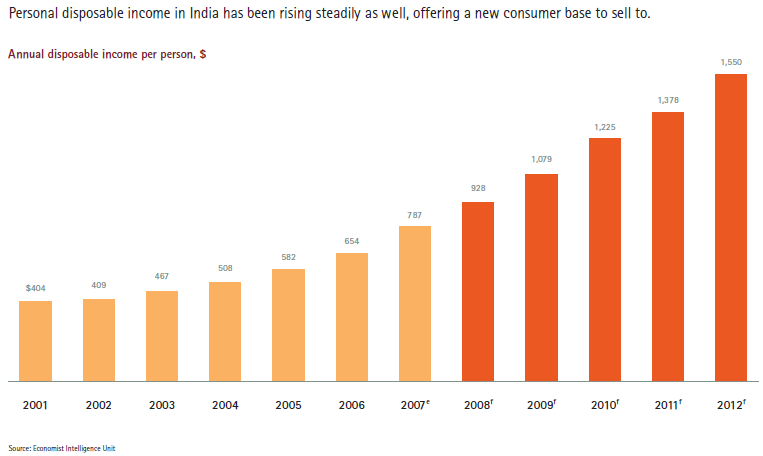 Personal disposable income in India has been rising steadily as well, offering a new consumer base to sell to.
Annual disposable income per person, $
$404 409 467 508 582 654 787 928 1,079 1,225 1,378 1,550
2001 2002 2003 2004 2005 2006 2007ᵉ 2008ᶠ 2009ᶠ 2010ᶠ 2011ᶠ 2012ᶠ
Source: Economist Intelligence Unit